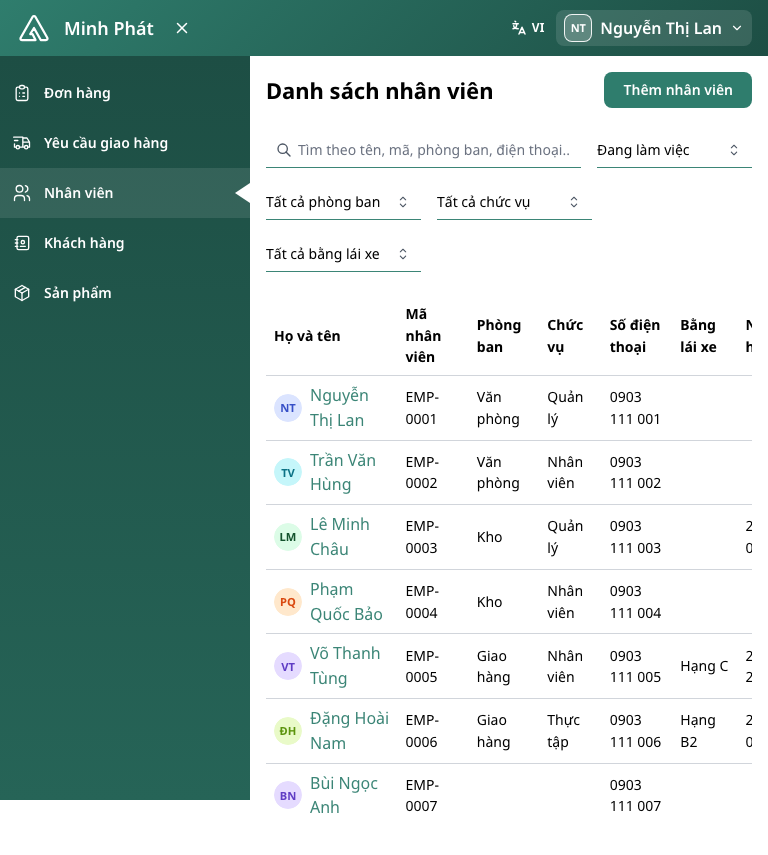 Minh Phát
VI
NT
Nguyễn Thị Lan
Đơn hàng
Yêu cầu giao hàng
Nhân viên
Khách hàng
Sản phẩm
Danh sách nhân viên
Thêm nhân viên
Tìm theo tên, mã, phòng ban, điện thoại..
Đang làm việc
Tất cả phòng ban
Tất cả chức vụ
Tất cả bằng lái xe
Họ và tên
Mã
nhân
viên
Phòng
ban
Chức
vụ
Số điện
thoại
Bằng
lái xe
NT
Nguyễn
Thị Lan
EMP-
0001
Văn
phòng
Quản
lý
0903
111 001
TV
Trần Văn
Hùng
EMP-
0002
Văn
phòng
Nhân
viên
0903
111 002
LM
Lê Minh
Châu
EMP-
0003
Kho
Quản
lý
0903
111 003
PQ
Phạm
Quốc Bảo
EMP-
0004
Kho
Nhân
viên
0903
111 004
VT
Võ Thanh
Tùng
EMP-
0005
Giao
hàng
Nhân
viên
0903
111 005
Hạng C
ĐH
Đặng Hoài
Nam
EMP-
0006
Giao
hàng
Thực
tập
0903
111 006
Hạng
B2
BN
Bùi Ngọc
Anh
EMP-
0007
0903
111 007